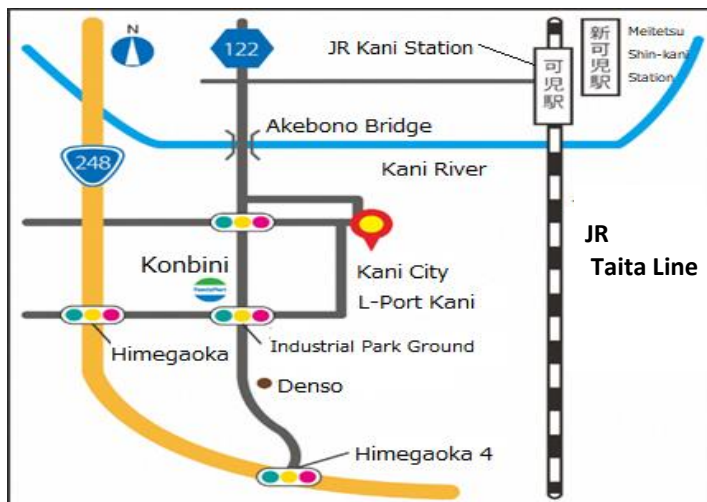 N
122
JR Kani Station
可児駅
新可児駅
Meitetsu
Shin-kani
Station
Akebono Bridge
248
Kani River
JR
Taita Line
Konbini
FamilyMart
Kani City
L-Port Kani
Himegaoka
Industrial Park Ground
Denso
Himegaoka 4